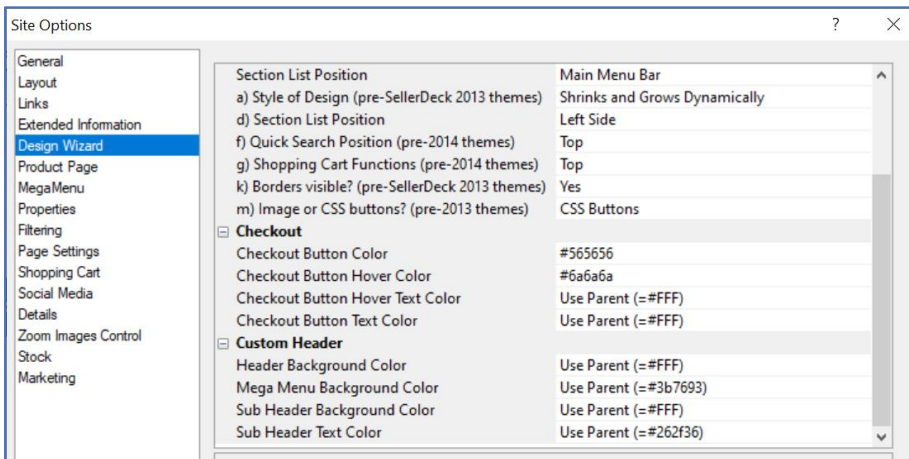 Site Options ?
General
Layout
Links
Extended Information
Design Wizard
Product Page
MegaMenu
Properties
Filtering
Page Settings
Shopping Cart
Social Media
Details
Zoom Images Control
Stock
Marketing
Section List Position Main Menu Bar
a) Style of Design (pre-SellerDeck 2013 themes) Shrinks and Grows Dynamically
d) Section List Position Left Side
f) Quick Search Position (pre-2014 themes) Top
g) Shopping Cart Functions (pre-2014 themes) Top
k) Borders visible? (pre-SellerDeck 2013 themes) Yes
m) Image or CSS buttons? (pre-2013 themes) CSS Buttons
Checkout
Checkout Button Color #565656
Checkout Button Hover Color #6a6a6a
Checkout Button Hover Text Color Use Parent (=#FFF)
Checkout Button Text Color Use Parent (=#FFF)
Custom Header
Header Background Color Use Parent (=#FFF)
Mega Menu Background Color Use Parent (=#3b7693)
Sub Header Background Color Use Parent (=#FFF)
Sub Header Text Color Use Parent (=#262f36)